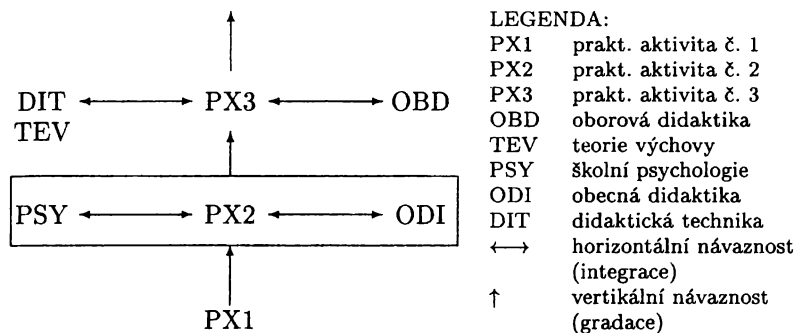 DIT ⟷ PX3 ⟷ OBD
TEV
PSY ⟷ PX2 ⟷ ODI
PX1
LEGENDA:
PX1 prakt. aktivita č. 1
PX2 prakt. aktivita č. 2
PX3 prakt. aktivita č. 3
OBD oborová didaktika
TEV teorie výchovy
PSY školní psychologie
ODI obecná didaktika
DIT didaktická technika
⟷ horizontální návaznost
(integrace)
↑ vertikální návaznost
(gradace)